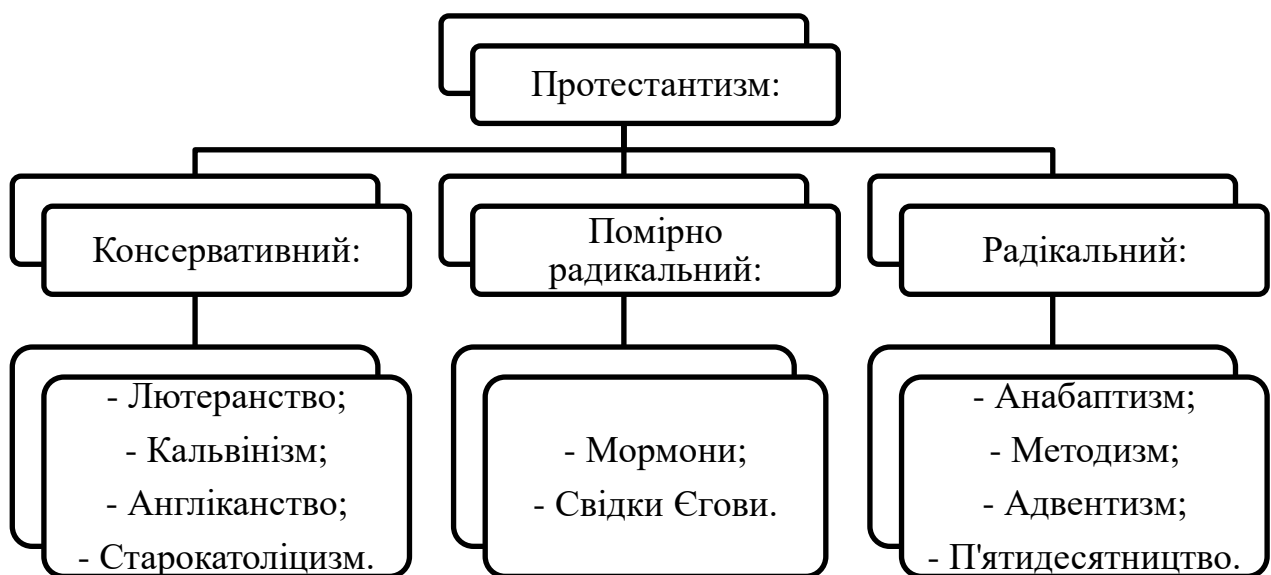 Протестантизм:
Консервативний:
Помірно
радикальний:
Радікальний:
- Лютеранство;
- Кальвінізм;
- Англіканство;
- Старокатоліцизм.
- Мормони;
- Свідки Єгови.
- Анабаптизм;
- Методизм;
- Адвентизм;
- П'ятидесятництво.